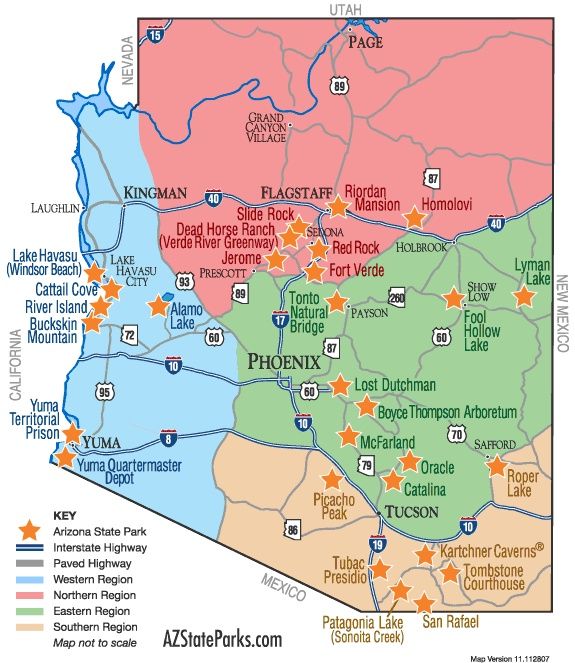 UTAH
NEVADA
15
PAGE
89
GRAND
CANYON
VILLAGE
87
KINGMAN
40
FLAGSTAFF
Riordan
Mansion
Homolovi
40
LAUGHLIN
Slide Rock
Dead Horse Ranch
(Verde River Greenway)
SEDONA
Red Rock
HOLBROOK
Jerome
Fort Verde
PRESCOTT
Lake Havasu
(Windsor Beach)
LAKE
HAVASU
CITY
93
89
Cattail Cove
River Island
Buckskin
Mountain
Alamo
Lake
Tonto
Natural
Bridge
PAYSON
260
SHOW
LOW
Lyman
Lake
Fool
Hollow
Lake
NEW MEXICO
CALIFORNIA
72
60
17
87
60
PHOENIX
10
60
Lost Dutchman
95
10
Boyce Thompson Arboretum
Yuma
Territorial
Prison
YUMA
8
McFarland
70
SAFFORD
Yuma Quartermaster
Depot
79
Oracle
Catalina
Roper
Lake
Picacho
Peak
TUCSON
10
86
19
Kartchner Caverns®
Tubac
Presidio
Tombstone
Courthouse
MEXICO
Patagonia Lake
(Sonoita Creek)
San Rafael
KEY
Arizona State Park
Interstate Highway
Paved Highway
Western Region
Northern Region
Eastern Region
Southern Region
Map not to scale
AZStateParks.com
Map Version 11.112807